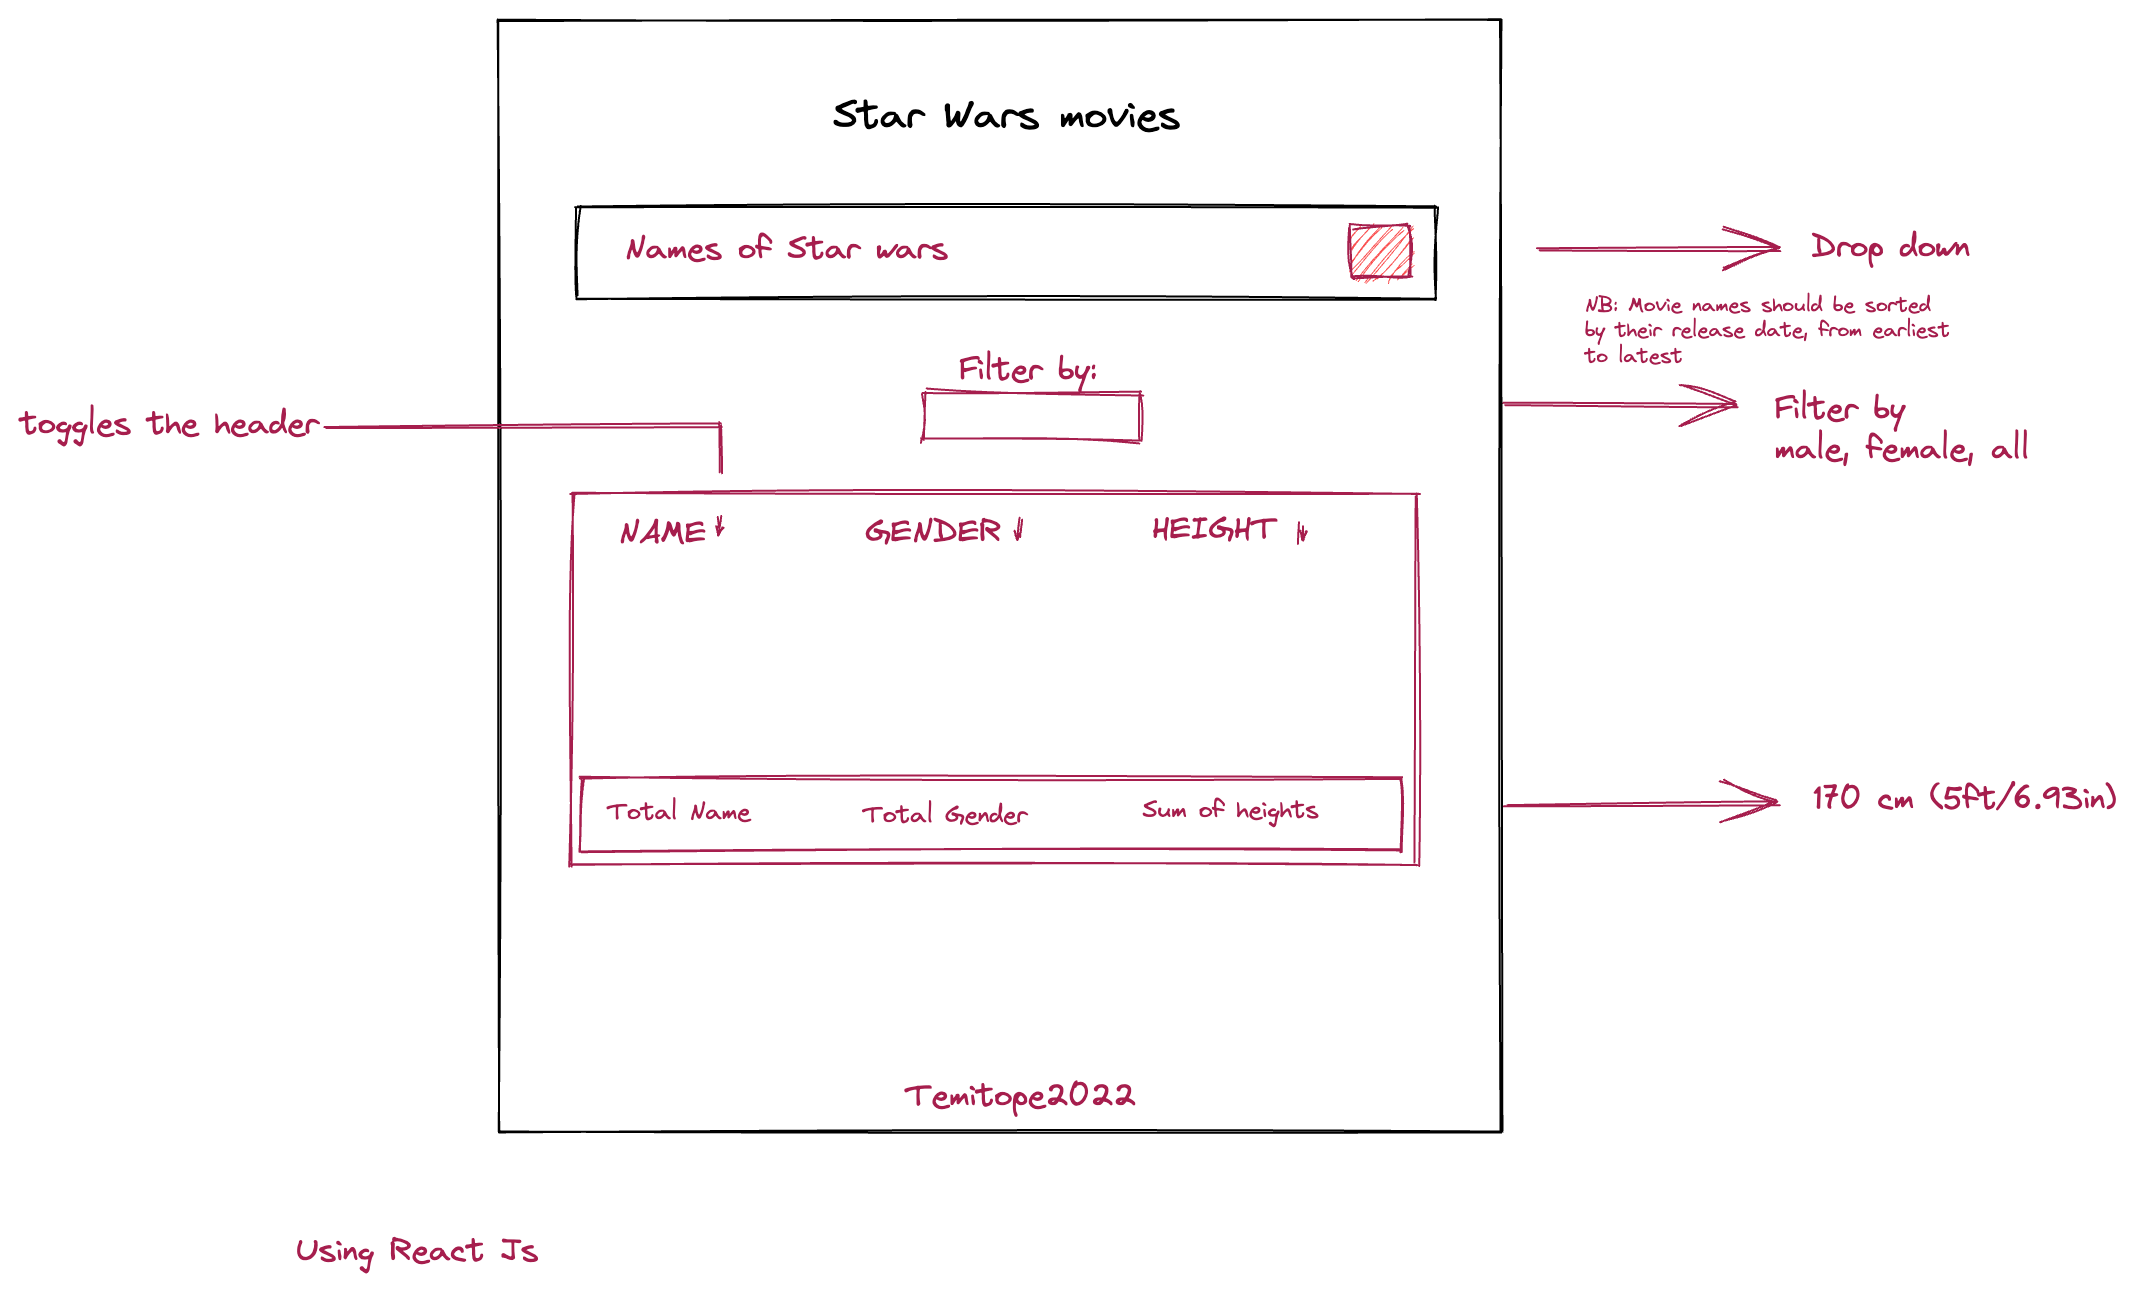 Star Wars movies
Names of Star wars
Drop down
NB: Movie names should be sorted
by their release date, from earliest
to latest
Filter by:
Filter by
male, female, all
toggles the header
NAME
GENDER
HEIGHT
Total Name
Total Gender
Sum of heights
170 cm (5ft/6.93in)
Temitope2022
Using React Js